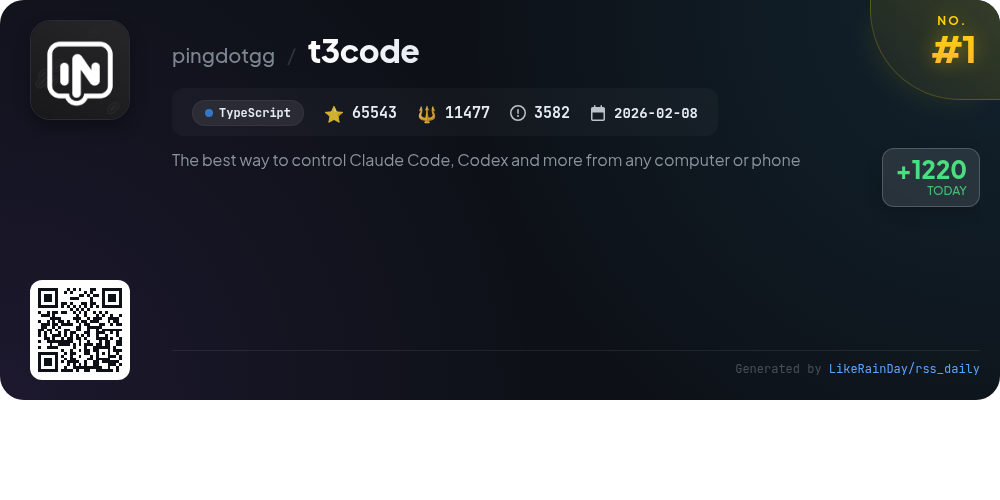 NO.
#1
pingdotgg / t3code
TypeScript 65543 11477 3582 2026-02-08
The best way to control Claude Code, Codex and more from any computer or phone
+1220
TODAY
Generated by LikeRainDay/rss_daily